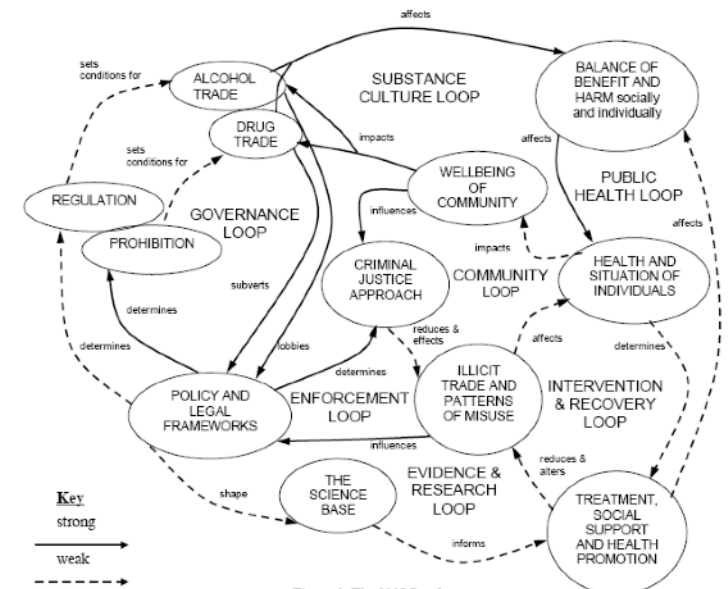 affects
sets
conditions for
ALCOHOL
TRADE
SUBSTANCE
CULTURE LOOP
BALANCE OF
BENEFIT AND
HARM socially
and individually
DRUG
TRADE
sets
conditions for
impacts
affects
WELLBEING
OF
COMMUNITY
PUBLIC
HEALTH LOOP
REGULATION
GOVERNANCE
LOOP
influences
affects
PROHIBITION
impacts
CRIMINAL
JUSTICE
APPROACH
COMMUNITY
LOOP
HEALTH AND
SITUATION OF
INDIVIDUALS
subverts
determines
reduces &
effects
affects
determines
determines
lobbies
determines
ILLICIT
TRADE AND
PATTERNS
OF MISUSE
POLICY AND
LEGAL
FRAMEWORKS
ENFORCEMENT
LOOP
INTERVENTION
& RECOVERY
LOOP
influences
reduces &
alters
EVIDENCE &
RESEARCH
LOOP
shape
THE
SCIENCE
BASE
TREATMENT,
SOCIAL
SUPPORT
AND HEALTH
PROMOTION
informs
Key
strong
weak